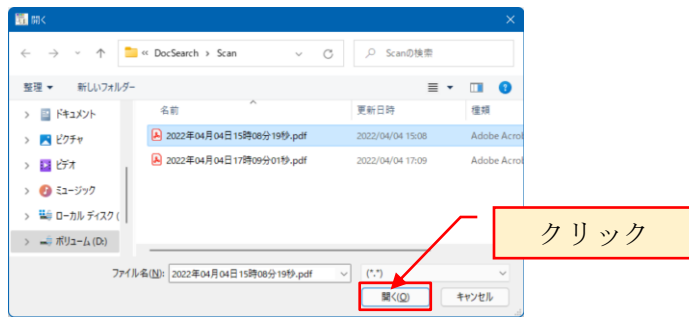 開く
« DocSearch › Scan
Scanの検索
整理 新しいフォルダー
名前 更新日時 種類
ドキュメント
ピクチャ
ビデオ
ミュージック
ローカル ディスク (
ボリューム (D:)
2022年04月04日15時08分19秒.pdf 2022/04/04 15:08 Adobe Acrol
2022年04月04日17時09分01秒.pdf 2022/04/04 17:09 Adobe Acrol
クリック
ファイル名(N): 2022年04月04日15時08分19秒.pdf (*.*)
開く(O) キャンセル